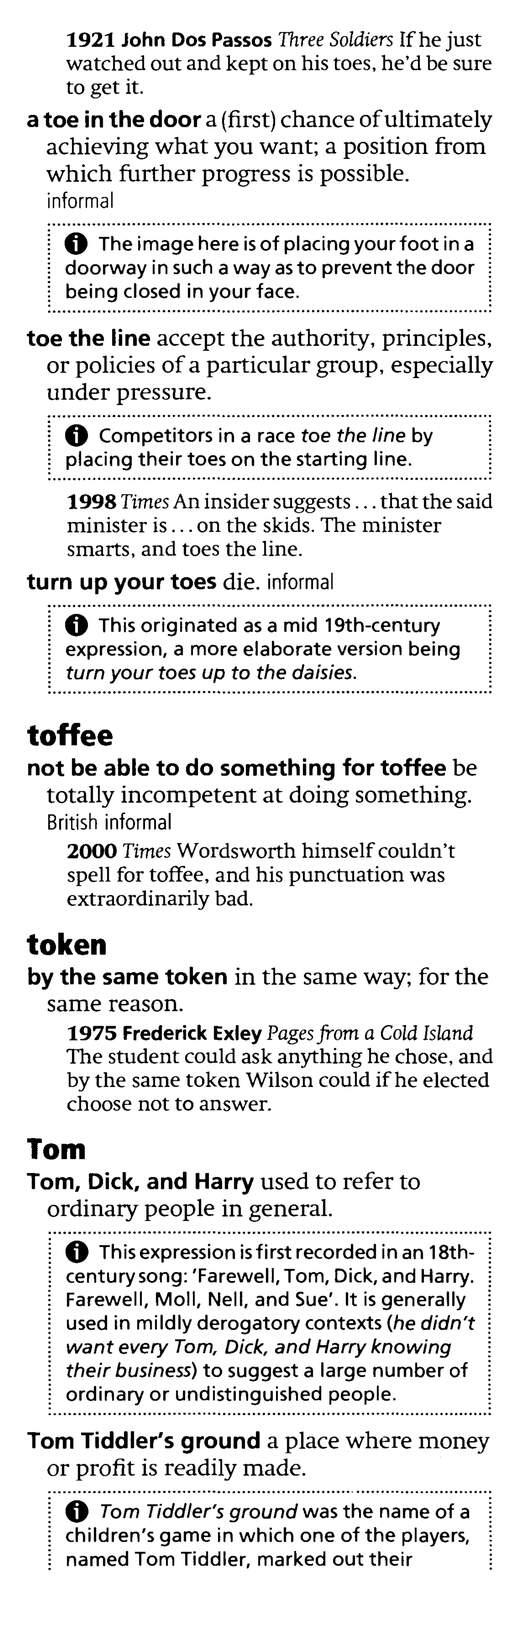 1921 John Dos Passos Three Soldiers If he just
watched out and kept on his toes, he'd be sure
to get it.
a toe in the door a (first) chance of ultimately
achieving what you want; a position from
which further progress is possible.
informal
The image here is of placing your foot in a
doorway in such a way as to prevent the door
being closed in your face.
toe the line accept the authority, principles,
or policies of a particular group, especially
under pressure.
Competitors in a race toe the line by
placing their toes on the starting line.
1998 Times An insider suggests ... that the said
minister is ... on the skids. The minister
smarts, and toes the line.
turn up your toes die. informal
This originated as a mid 19th-century
expression, a more elaborate version being
turn your toes up to the daisies.
toffee
not be able to do something for toffee be
totally incompetent at doing something.
British informal
2000 Times Wordsworth himself couldn't
spell for toffee, and his punctuation was
extraordinarily bad.
token
by the same token in the same way; for the
same reason.
1975 Frederick Exley Pages from a Cold Island
The student could ask anything he chose, and
by the same token Wilson could if he elected
choose not to answer.
Tom
Tom, Dick, and Harry used to refer to
ordinary people in general.
This expression is first recorded in an 18th-
century song: 'Farewell, Tom, Dick, and Harry.
Farewell, Moll, Nell, and Sue'. It is generally
used in mildly derogatory contexts (he didn't
want every Tom, Dick, and Harry knowing
their business) to suggest a large number of
ordinary or undistinguished people.
Tom Tiddler's ground a place where money
or profit is readily made.
Tom Tiddler's ground was the name of a
children's game in which one of the players,
named Tom Tiddler, marked out their